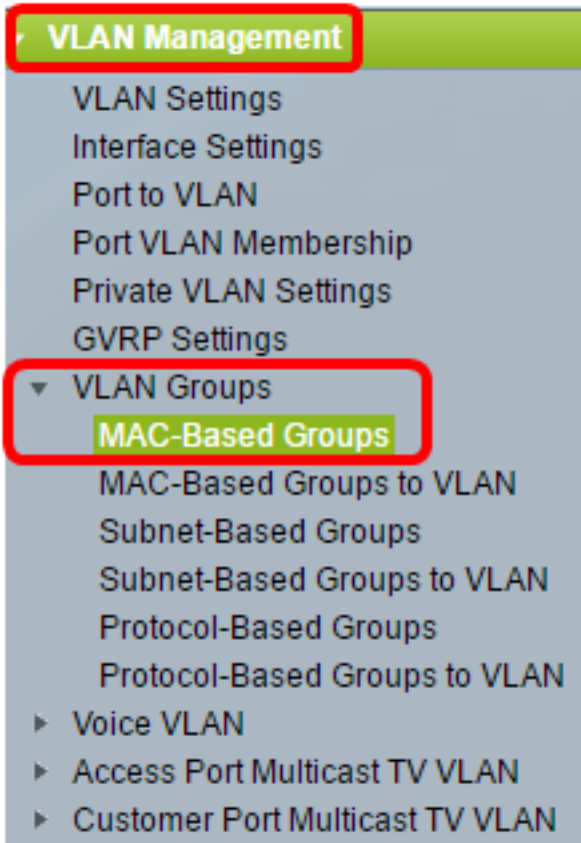 VLAN Management
VLAN Settings
Interface Settings
Port to VLAN
Port VLAN Membership
Private VLAN Settings
GVRP Settings
VLAN Groups
MAC-Based Groups
MAC-Based Groups to VLAN
Subnet-Based Groups
Subnet-Based Groups to VLAN
Protocol-Based Groups
Protocol-Based Groups to VLAN
Voice VLAN
Access Port Multicast TV VLAN
Customer Port Multicast TV VLAN